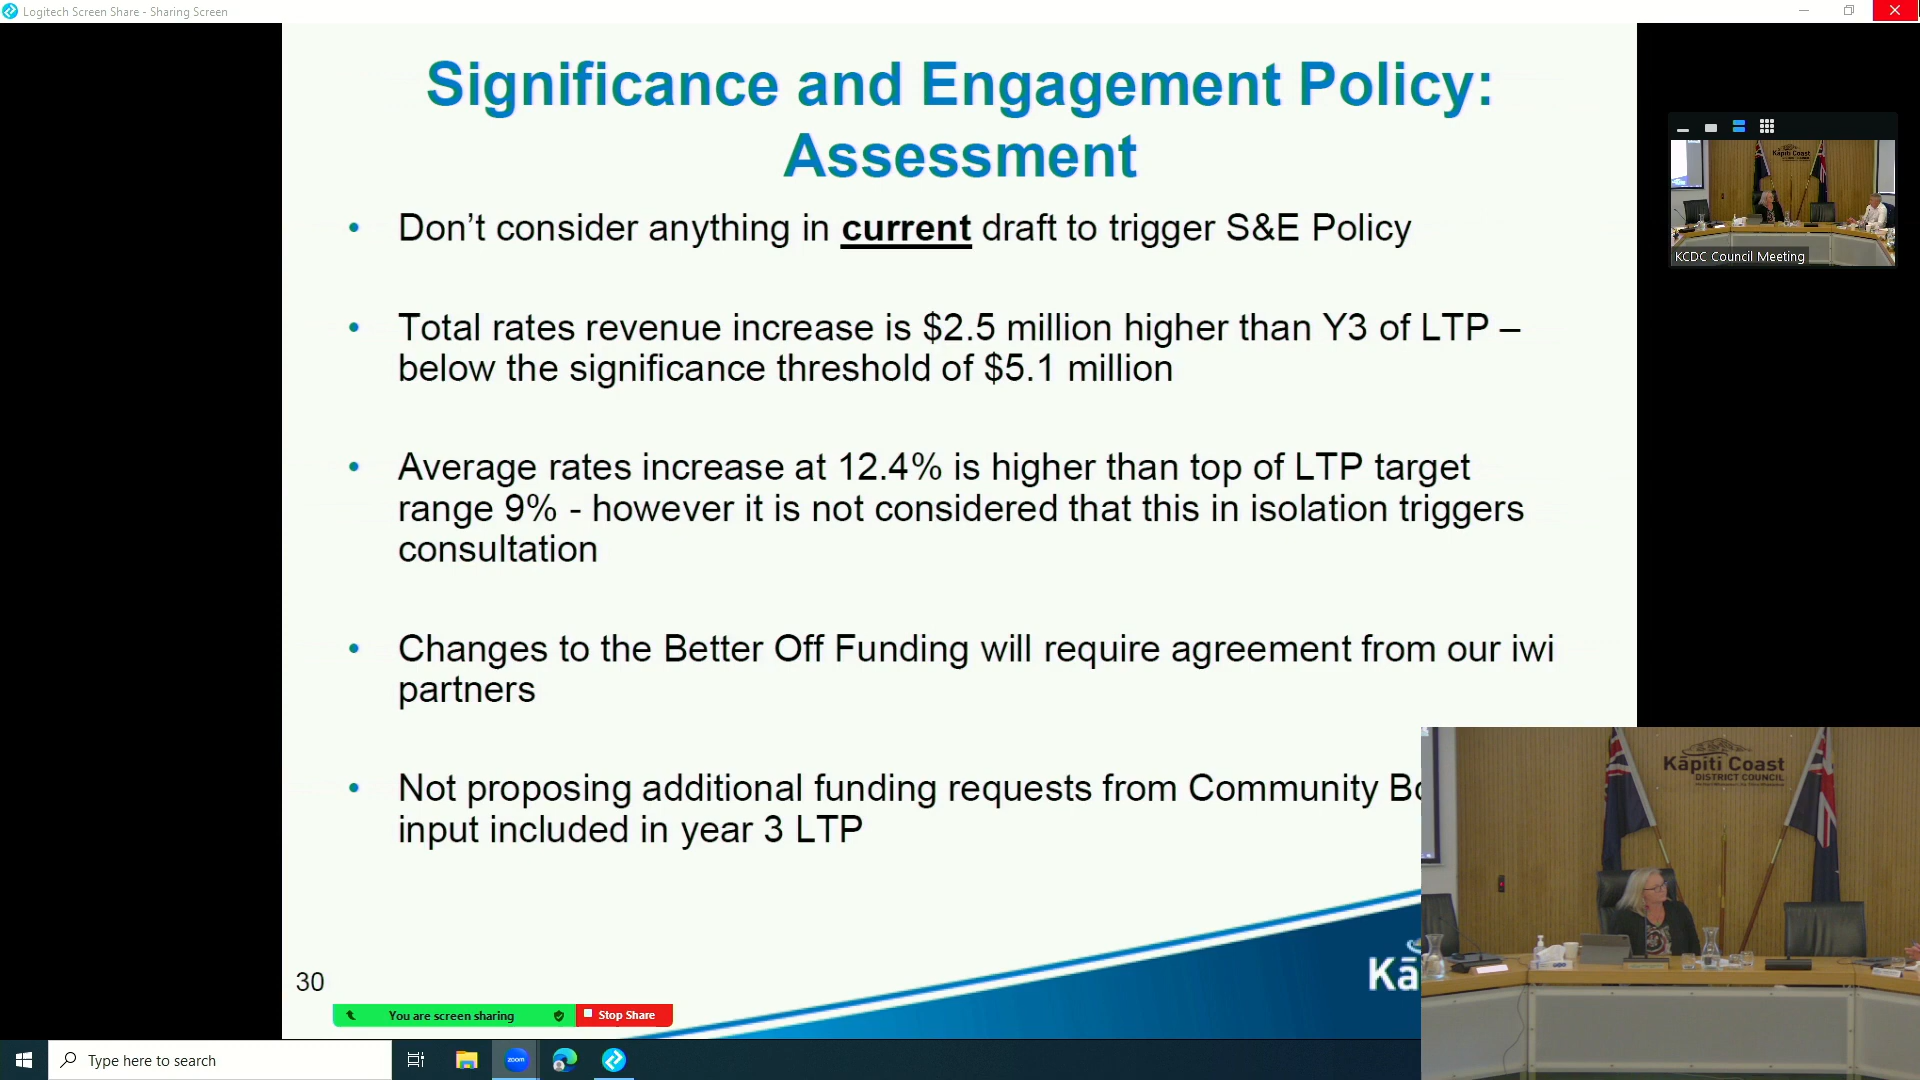 Logitech Screen Share - Sharing Screen
Significance and Engagement Policy:
Assessment
• Don't consider anything in current draft to trigger S&E Policy
• Total rates revenue increase is $2.5 million higher than Y3 of LTP –
below the significance threshold of $5.1 million
• Average rates increase at 12.4% is higher than top of LTP target
range 9% - however it is not considered that this in isolation triggers
consultation
• Changes to the Better Off Funding will require agreement from our iwi
partners
• Not proposing additional funding requests from Community
input included in year 3 LTP
30
You are screen sharing
Stop Share
Type here to search
zoom
Kāpiti Coast
KCDC Council Meeting
Kāpiti Coast
DISTRICT COUNCIL